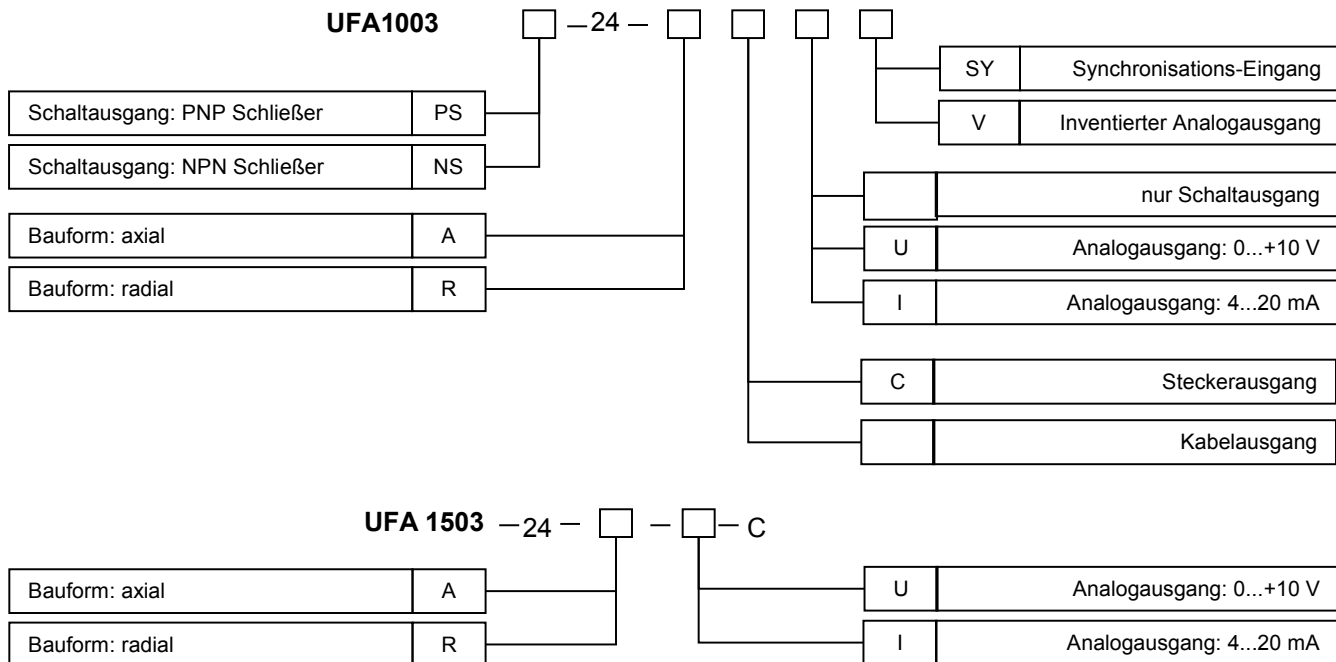 UFA1003 – 24 –
SY Synchronisations-Eingang
V Inventierter Analogausgang
Schaltausgang: PNP Schließer PS
Schaltausgang: NPN Schließer NS
Bauform: axial A
Bauform: radial R
nur Schaltausgang
U Analogausgang: 0...+10 V
I Analogausgang: 4...20 mA
C Steckerausgang
Kabelausgang
UFA 1503 – 24 – – – C
Bauform: axial A
Bauform: radial R
U Analogausgang: 0...+10 V
I Analogausgang: 4...20 mA